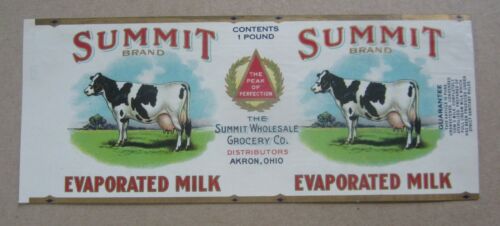 SUMMIT
BRAND
EVAPORATED MILK
CONTENTS
1 POUND
THE
PEAK
OF
PERFECTION
THE
SUMMIT WHOLESALE
GROCERY CO.
DISTRIBUTORS
AKRON, OHIO
SUMMIT
BRAND
EVAPORATED MILK
GUARANTEE